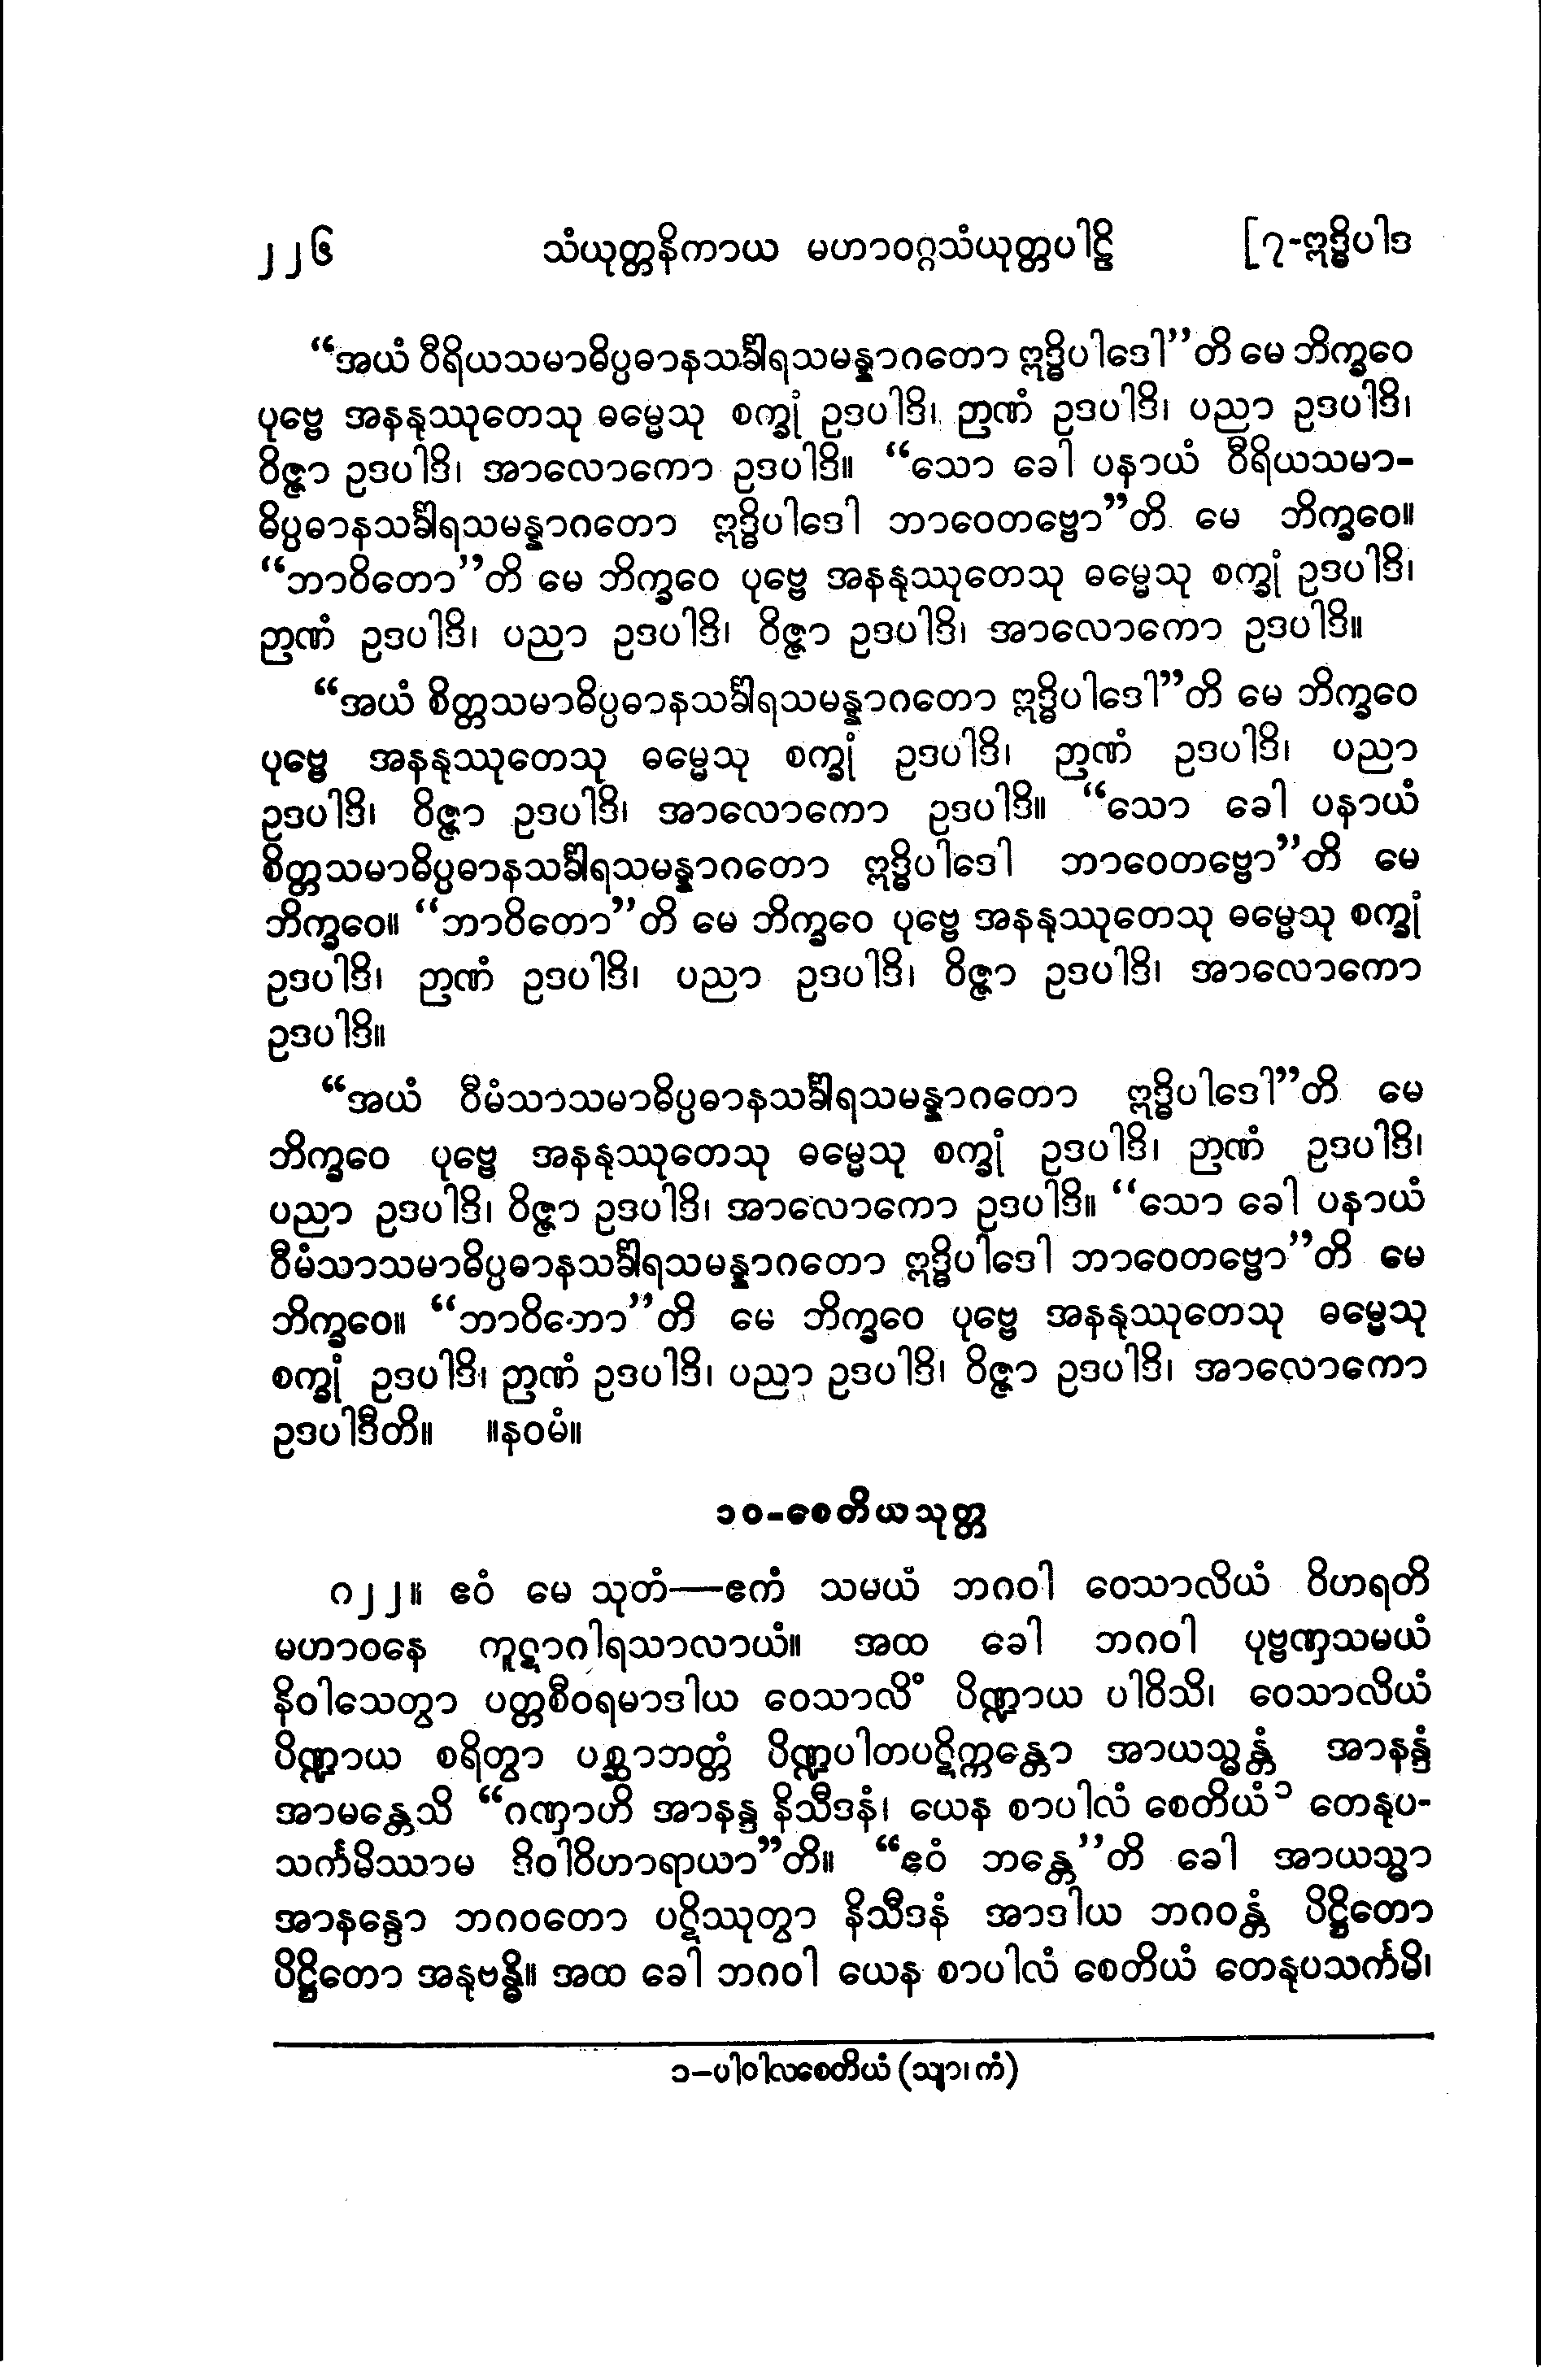 ၂၂၆ သံယုတ္တနိကာယ မဟာဝဂ္ဂသံယုတ္တပါဠိ [၇-ဣဒ္ဓိပါဒ
“အယံ ဝီရိယသမာဓိပ္ပဓာနသင်္ခါရသမန္နာဂတော ဣဒ္ဓိပါဒေါ”တိ မေ ဘိက္ခဝေ
ပုဗ္ဗေ အနနုဿုတေသု ဓမ္မေသု စက္ခုံ ဥဒပါဒိ၊ ဉာဏံ ဥဒပါဒိ၊ ပညာ ဥဒပါဒိ၊
ဝိဇ္ဇာ ဥဒပါဒိ၊ အာလောကော ဥဒပါဒိ။ “သော ခေါ ပနာယံ ဝီရိယသမာ-
ဓိပ္ပဓာနသင်္ခါရသမန္နာဂတော ဣဒ္ဓိပါဒေါ ဘာဝေတဗ္ဗော”တိ မေ ဘိက္ခဝေ။
“ဘာဝိတော”တိ မေ ဘိက္ခဝေ ပုဗ္ဗေ အနနုဿုတေသု ဓမ္မေသု စက္ခုံ ဥဒပါဒိ၊
ဉာဏံ ဥဒပါဒိ၊ ပညာ ဥဒပါဒိ၊ ဝိဇ္ဇာ ဥဒပါဒိ၊ အာလောကော ဥဒပါဒိ။
“အယံ စိတ္တသမာဓိပ္ပဓာနသင်္ခါရသမန္နာဂတော ဣဒ္ဓိပါဒေါ”တိ မေ ဘိက္ခဝေ
ပုဗ္ဗေ အနနုဿုတေသု ဓမ္မေသု စက္ခုံ ဥဒပါဒိ၊ ဉာဏံ ဥဒပါဒိ၊ ပညာ
ဥဒပါဒိ၊ ဝိဇ္ဇာ ဥဒပါဒိ၊ အာလောကော ဥဒပါဒိ။ “သော ခေါ ပနာယံ
စိတ္တသမာဓိပ္ပဓာနသင်္ခါရသမန္နာဂတော ဣဒ္ဓိပါဒေါ ဘာဝေတဗ္ဗော”တိ မေ
ဘိက္ခဝေ။ “ဘာဝိတော”တိ မေ ဘိက္ခဝေ ပုဗ္ဗေ အနနုဿုတေသု ဓမ္မေသု စက္ခုံ
ဥဒပါဒိ၊ ဉာဏံ ဥဒပါဒိ၊ ပညာ ဥဒပါဒိ၊ ဝိဇ္ဇာ ဥဒပါဒိ၊ အာလောကော
ဥဒပါဒိ။
“အယံ ဝီမံသာသမာဓိပ္ပဓာနသင်္ခါရသမန္နာဂတော ဣဒ္ဓိပါဒေါ”တိ မေ
ဘိက္ခဝေ ပုဗ္ဗေ အနနုဿုတေသု ဓမ္မေသု စက္ခုံ ဥဒပါဒိ၊ ဉာဏံ ဥဒပါဒိ၊
ပညာ ဥဒပါဒိ၊ ဝိဇ္ဇာ ဥဒပါဒိ၊ အာလောကော ဥဒပါဒိ။ “သော ခေါ ပနာယံ
ဝီမံသာသမာဓိပ္ပဓာနသင်္ခါရသမန္နာဂတော ဣဒ္ဓိပါဒေါ ဘာဝေတဗ္ဗော”တိ မေ
ဘိက္ခဝေ။ “ဘာဝိတော”တိ မေ ဘိက္ခဝေ ပုဗ္ဗေ အနနုဿုတေသု ဓမ္မေသု
စက္ခုံ ဥဒပါဒိ၊ ဉာဏံ ဥဒပါဒိ၊ ပညာ ဥဒပါဒိ၊ ဝိဇ္ဇာ ဥဒပါဒိ၊ အာလောကော
ဥဒပါဒီတိ။ ။နဝမံ။
၁၀-စေတိယသုတ္တ
၈၂၂။ ဧဝံ မေ သုတံ—ဧကံ သမယံ ဘဂဝါ ဝေသာလိယံ ဝိဟရတိ
မဟာဝနေ ကူဋာဂါရသာလာယံ။ အထ ခေါ ဘဂဝါ ပုဗ္ဗဏှသမယံ
နိဝါသေတွာ ပတ္တစီဝရမာဒါယ ဝေသာလိံ ပိဏ္ဍာယ ပါဝိသိ၊ ဝေသာလိယံ
ပိဏ္ဍာယ စရိတွာ ပစ္ဆာဘတ္တံ ပိဏ္ဍပါတပဋိက္ကန္တော အာယသ္မန္တံ အာနန္ဒံ
အာမန္တေသိ “ဂဏှာဟိ အာနန္ဒ နိသီဒနံ၊ ယေန စာပါလံ စေတိယံ၁ တေနုပ-
သင်္ကမိဿာမ ဒိဝါဝိဟာရာယာ”တိ။ “ဧဝံ ဘန္တေ”တိ ခေါ အာယသ္မာ
အာနန္ဒော ဘဂဝတော ပဋိဿုတွာ နိသီဒနံ အာဒါယ ဘဂဝန္တံ ပိဋ္ဌိတော
ပိဋ္ဌိတော အနုဗန္ဓိ။ အထ ခေါ ဘဂဝါ ယေန စာပါလံ စေတိယံ တေနုပသင်္ကမိ၊
၁-ပါဝါလစေတိယံ (သျာ၊ ကံ)